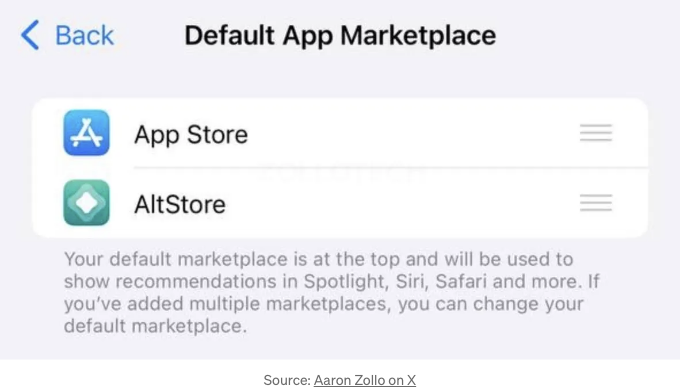 Back
Default App Marketplace
App Store
ZOLLOTECH
AltStore
Your default marketplace is at the top and will be used to
show recommendations in Spotlight, Siri, Safari and more. If
you’ve added multiple marketplaces, you can change your
default marketplace.
Source: Aaron Zollo on X